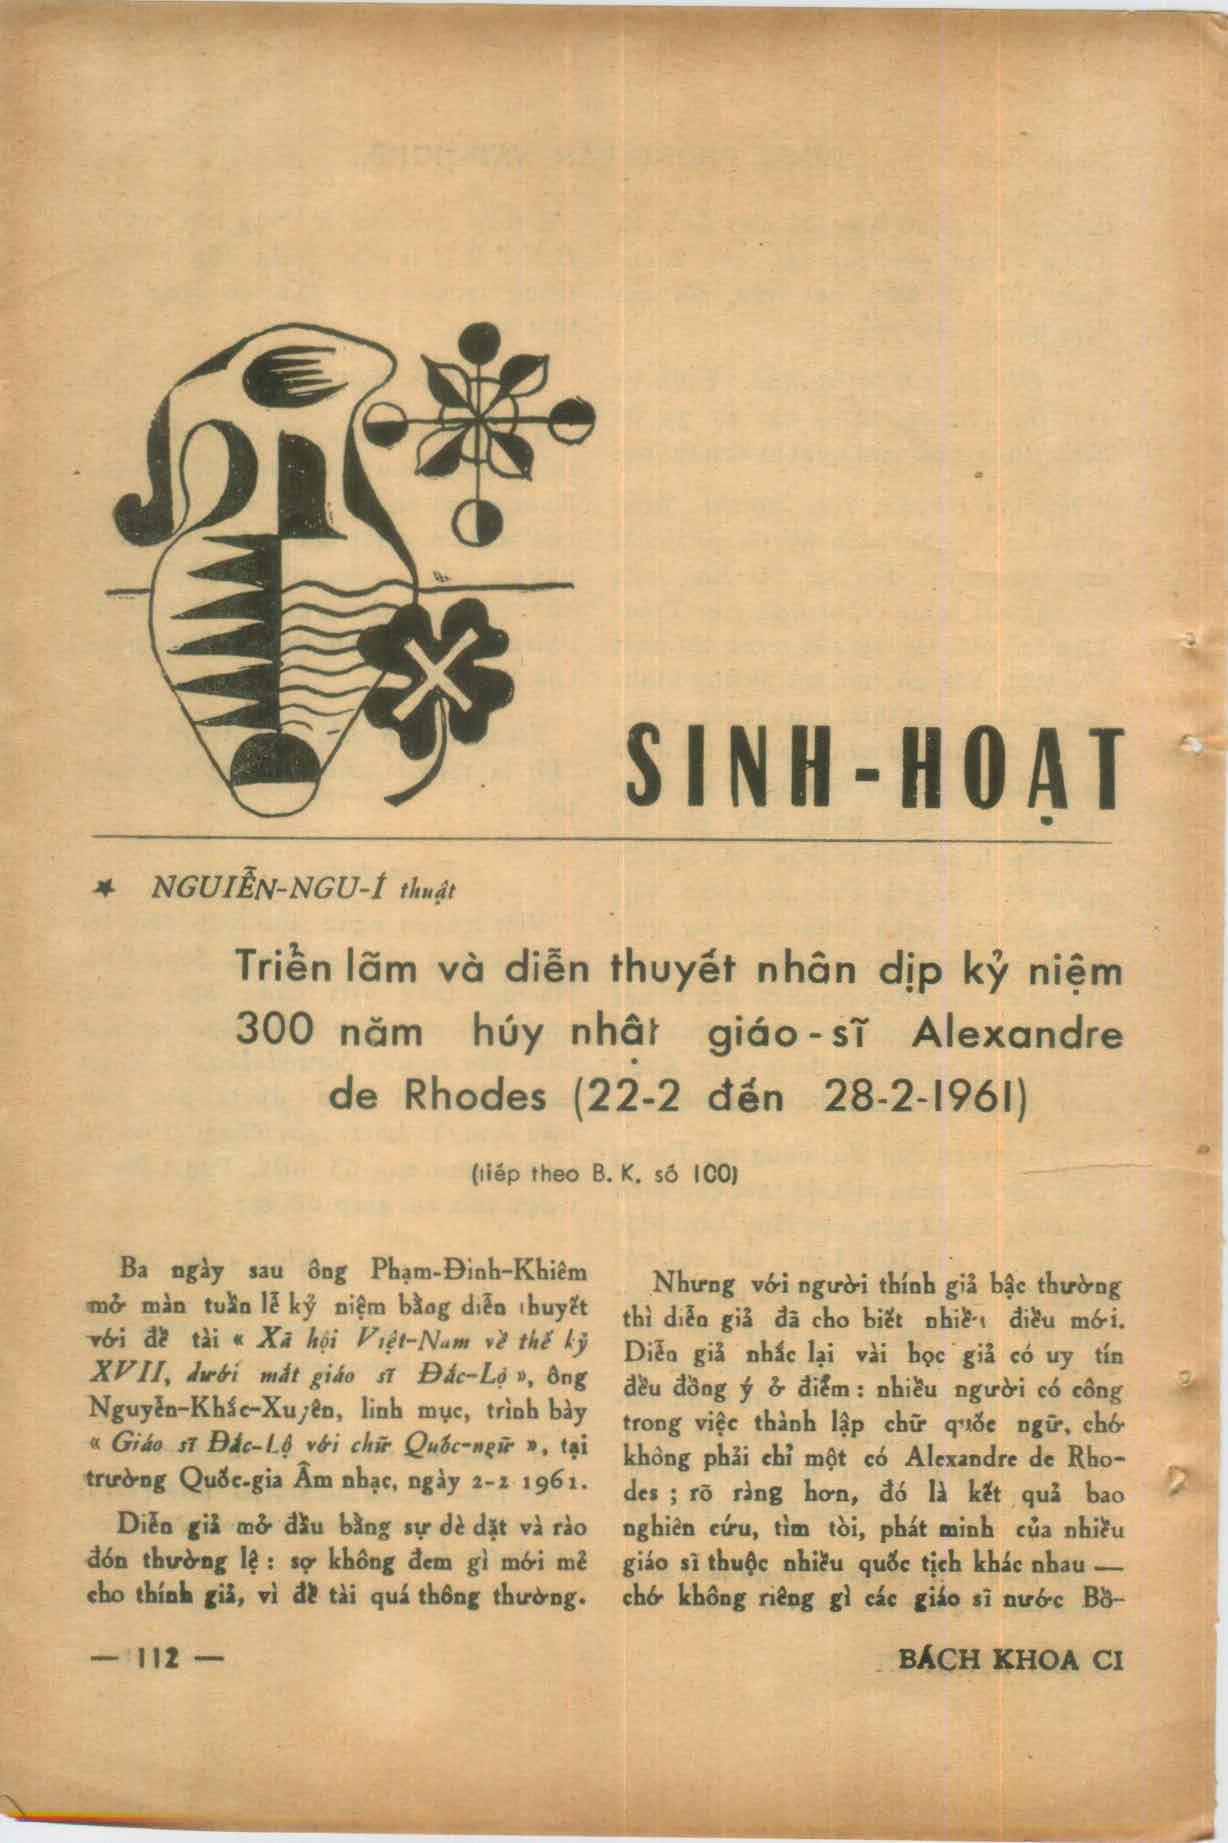 SINH-HOẠT
★ NGUIỄN-NGU-Í thuật
Triển lãm và diễn thuyết nhân dịp kỷ niệm
300 năm húy nhật giáo-sĩ Alexandre
de Rhodes (22-2 đến 28-2-1961)
(tiếp theo B. K. số 100)
Ba ngày sau ông Phạm-Đình-Khiêm
mở màn tuần lễ kỷ niệm bằng diễn thuyết
với đề tài « Xã hội Việt-Nam về thế kỷ
XVII, dưới mắt giáo sĩ Đắc-Lộ », ông
Nguyễn-Khắc-Xuyên, linh mục, trình bày
« Giáo sĩ Đắc-Lộ với chữ Quốc-ngữ », tại
trường Quốc-gia Âm nhạc, ngày 2-2 1961.
Diễn giả mở đầu bằng sự dè dặt và rào
đón thường lệ : sợ không đem gì mới mẻ
cho thính giả, vì đề tài quá thông thường.
Nhưng với người thính giả bậc thường
thì diễn giả đã cho biết nhiều điều mới.
Diễn giả nhắc lại vài học giả có uy tín
đều đồng ý ở điểm : nhiều người có công
trong việc thành lập chữ quốc ngữ, chớ
không phải chỉ một có Alexandre de Rho-
des ; rõ ràng hơn, đó là kết quả bao
nghiên cứu, tìm tòi, phát minh của nhiều
giáo sĩ thuộc nhiều quốc tịch khác nhau —
chớ không riêng gì các giáo sĩ nước Bồ-
— 112 —
BÁCH KHOA CI